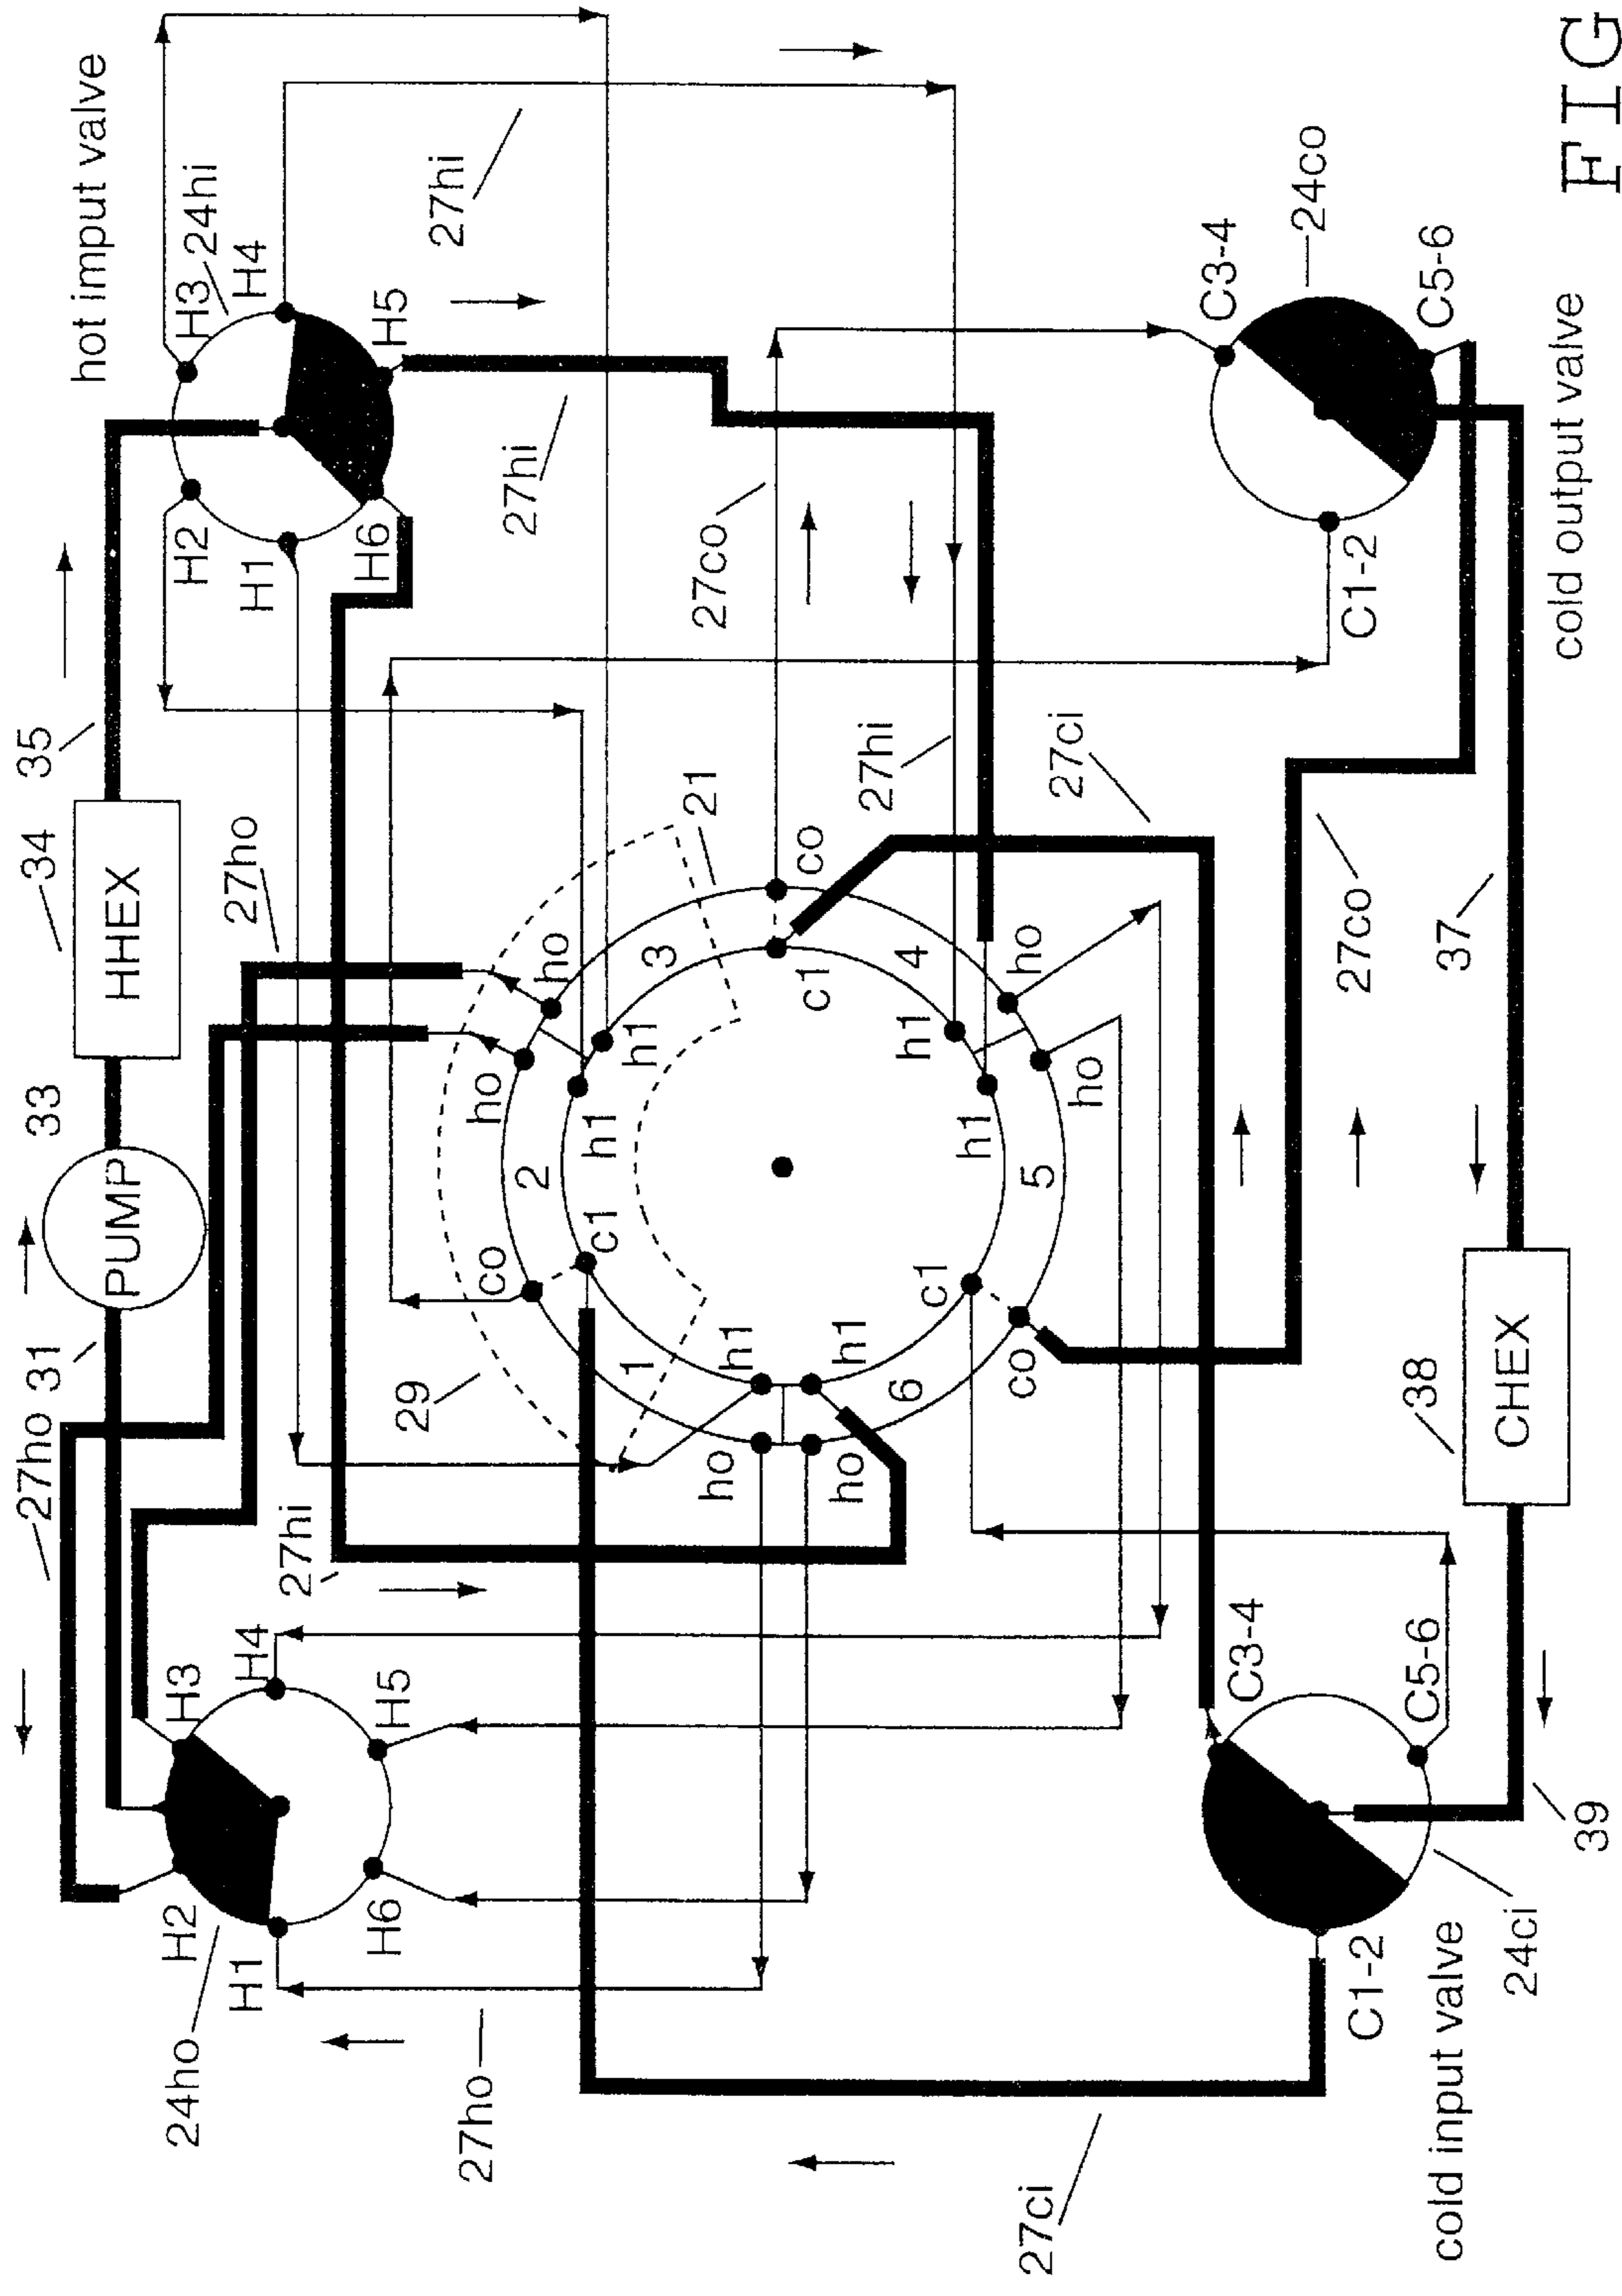 27ho
31
PUMP
33
HHEX
34
35
hot imput valve
24ho
H1
H2
H3
H4
H5
H6
27hi
27ho
H2
H1
H6
H3
24hi
H4
H5
27hi
27hi
27ho
29
co
c1
ho
h1
ho
h1
21
1
2
3
4
5
6
ho
h1
ho
h1
co
c1
co
c1
h1
ho
h1
ho
27co
27hi
27ci
27ho
27ci
cold input valve
C1-2
C3-4
C5-6
24ci
39
38
CHEX
37
27co
C1-2
C3-4
24co
C5-6
cold output valve
FIG